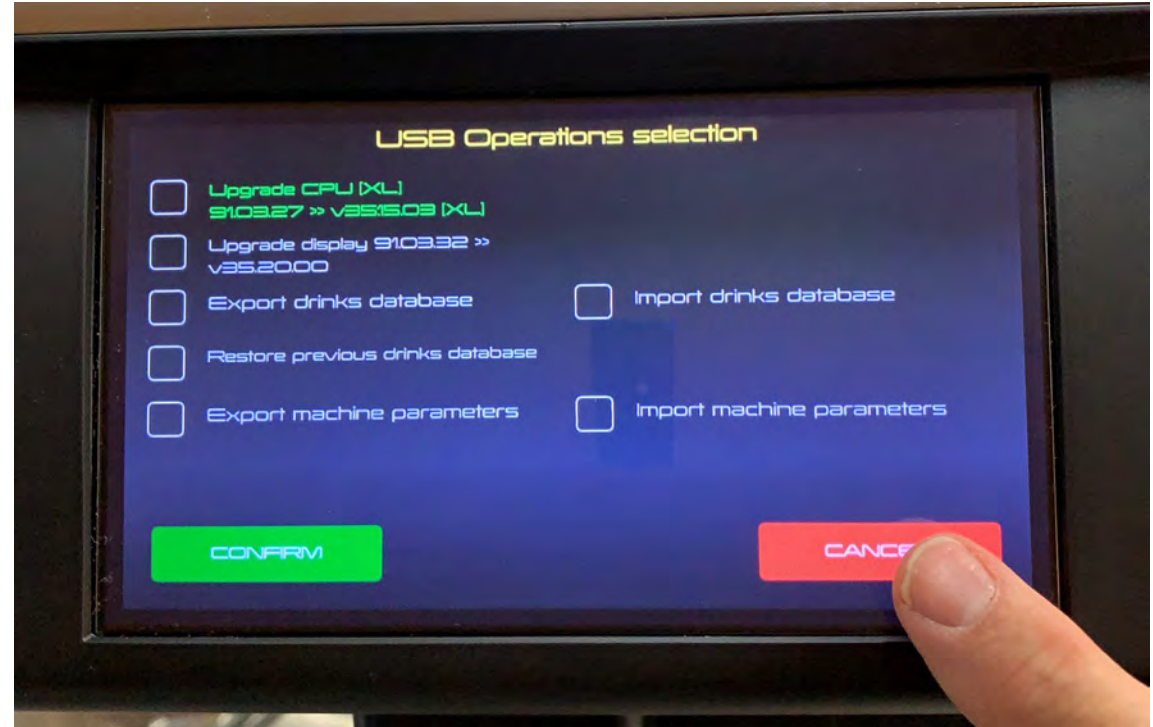 USB Operations selection
Upgrade CPU (XL)
91.03.27 >> v35.15.03 (XL)
Upgrade display 91.03.32 >>
v35.20.00
Export drinks database
Import drinks database
Restore previous drinks database
Export machine parameters
Import machine parameters
CONFIRM
CANCE